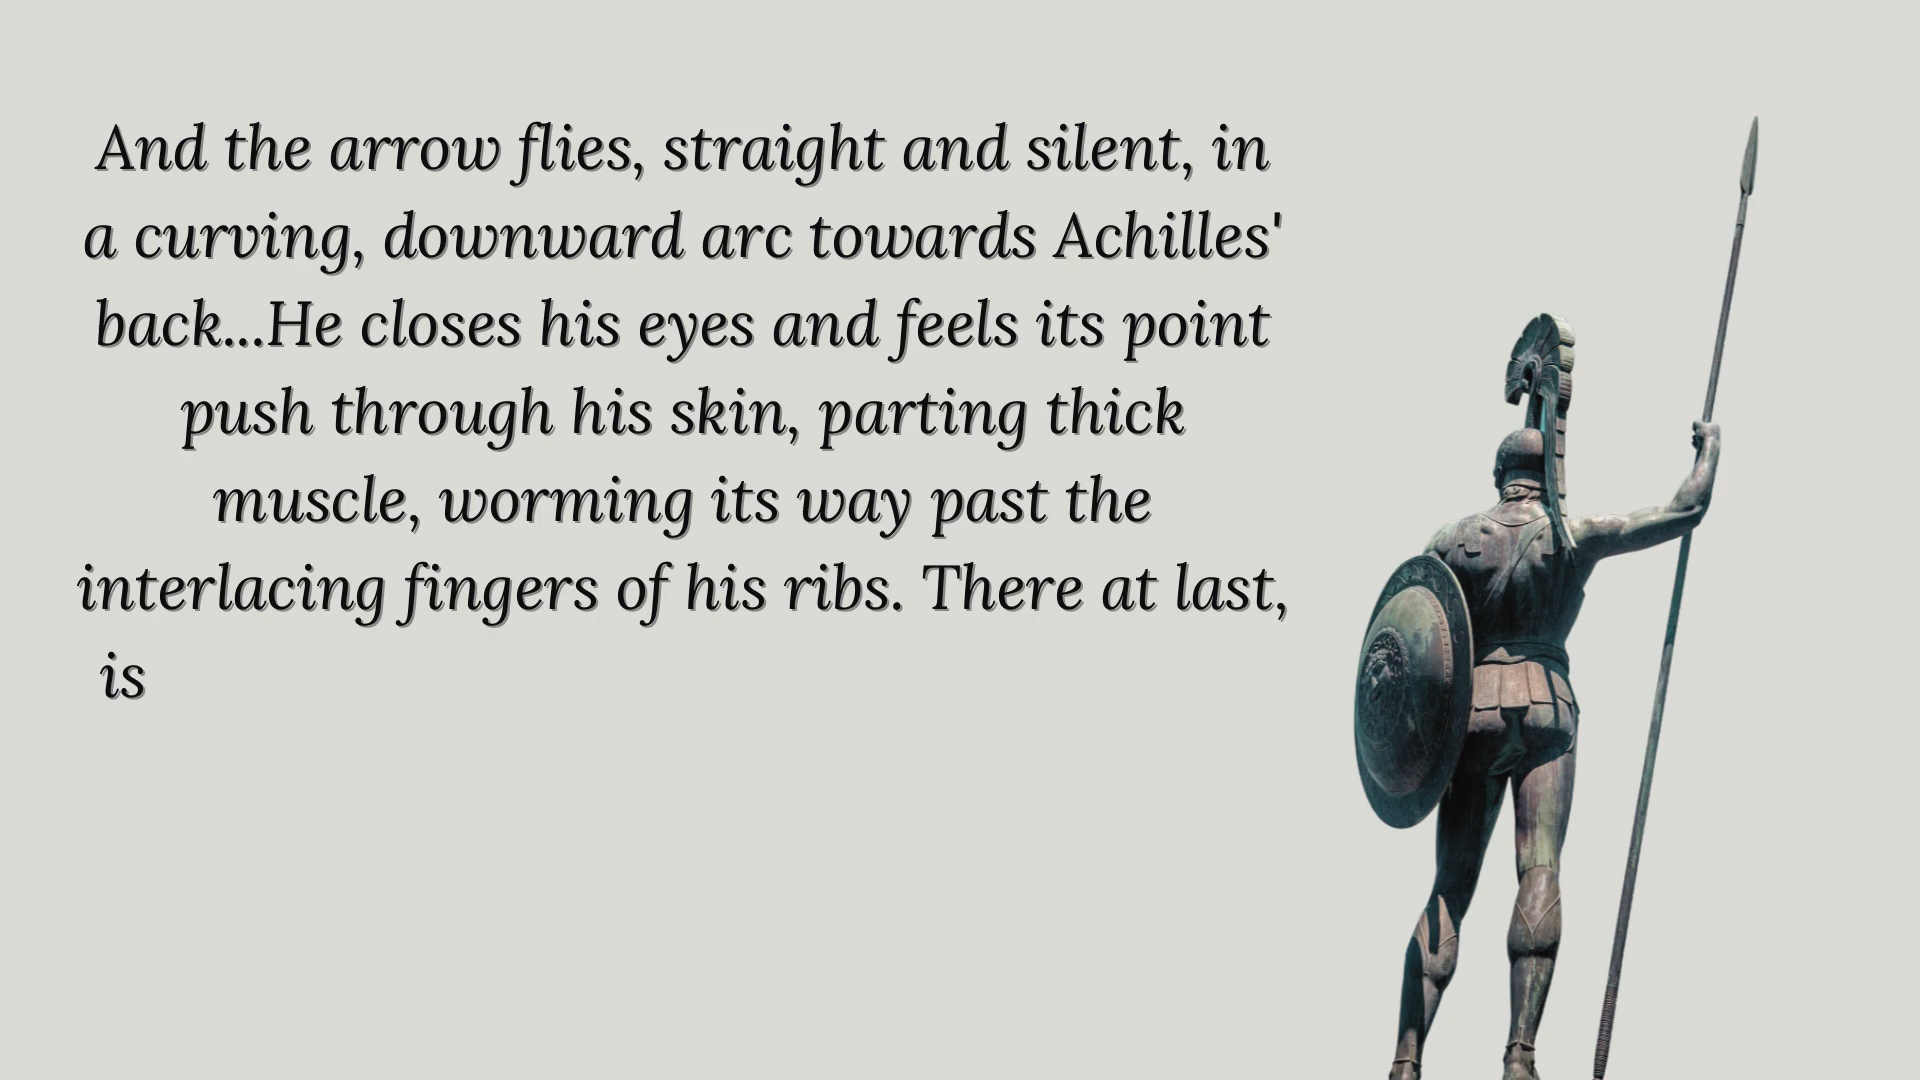 And the arrow flies, straight and silent, in
a curving, downward arc towards Achilles'
back...He closes his eyes and feels its point
push through his skin, parting thick
muscle, worming its way past the
interlacing fingers of his ribs. There at last,
is